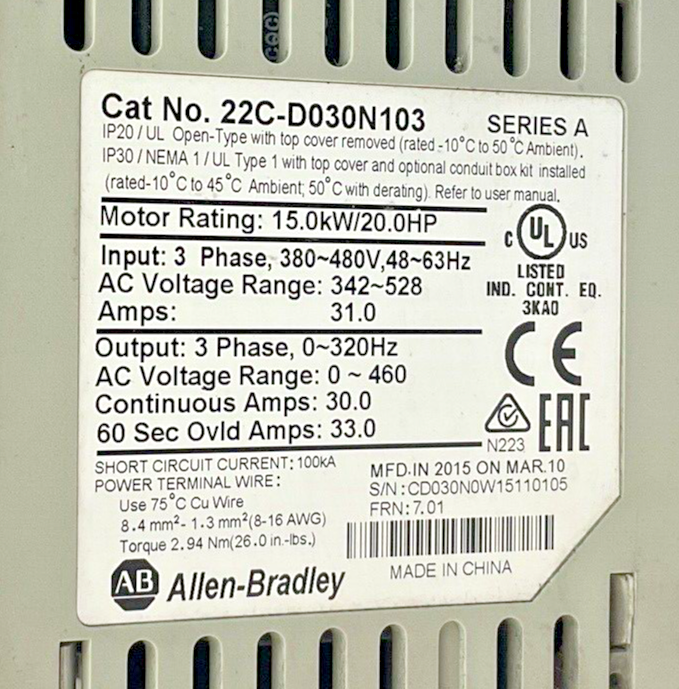 Cat No. 22C-D030N103 SERIES A
IP20 / UL Open-Type with top cover removed (rated -10°C to 50°C Ambient).
IP30 / NEMA 1 / UL Type 1 with top cover and optional conduit box kit installed
(rated-10°C to 45°C Ambient; 50°C with derating). Refer to user manual.
Motor Rating: 15.0kW/20.0HP
Input: 3 Phase, 380~480V,48~63Hz
AC Voltage Range: 342~528
Amps: 31.0
C UL US
LISTED
IND. CONT. EQ.
3KA0
Output: 3 Phase, 0~320Hz
AC Voltage Range: 0 ~ 460
Continuous Amps: 30.0
60 Sec Ovld Amps: 33.0
CE
EAC
N223
SHORT CIRCUIT CURRENT: 100kA
POWER TERMINAL WIRE:
Use 75°C Cu Wire
8.4 mm²- 1.3 mm²(8-16 AWG)
Torque 2.94 Nm(26.0 in.-lbs.)
MFD.IN 2015 ON MAR.10
S/N: CD030N0W15110105
FRN: 7.01
AB Allen-Bradley
MADE IN CHINA